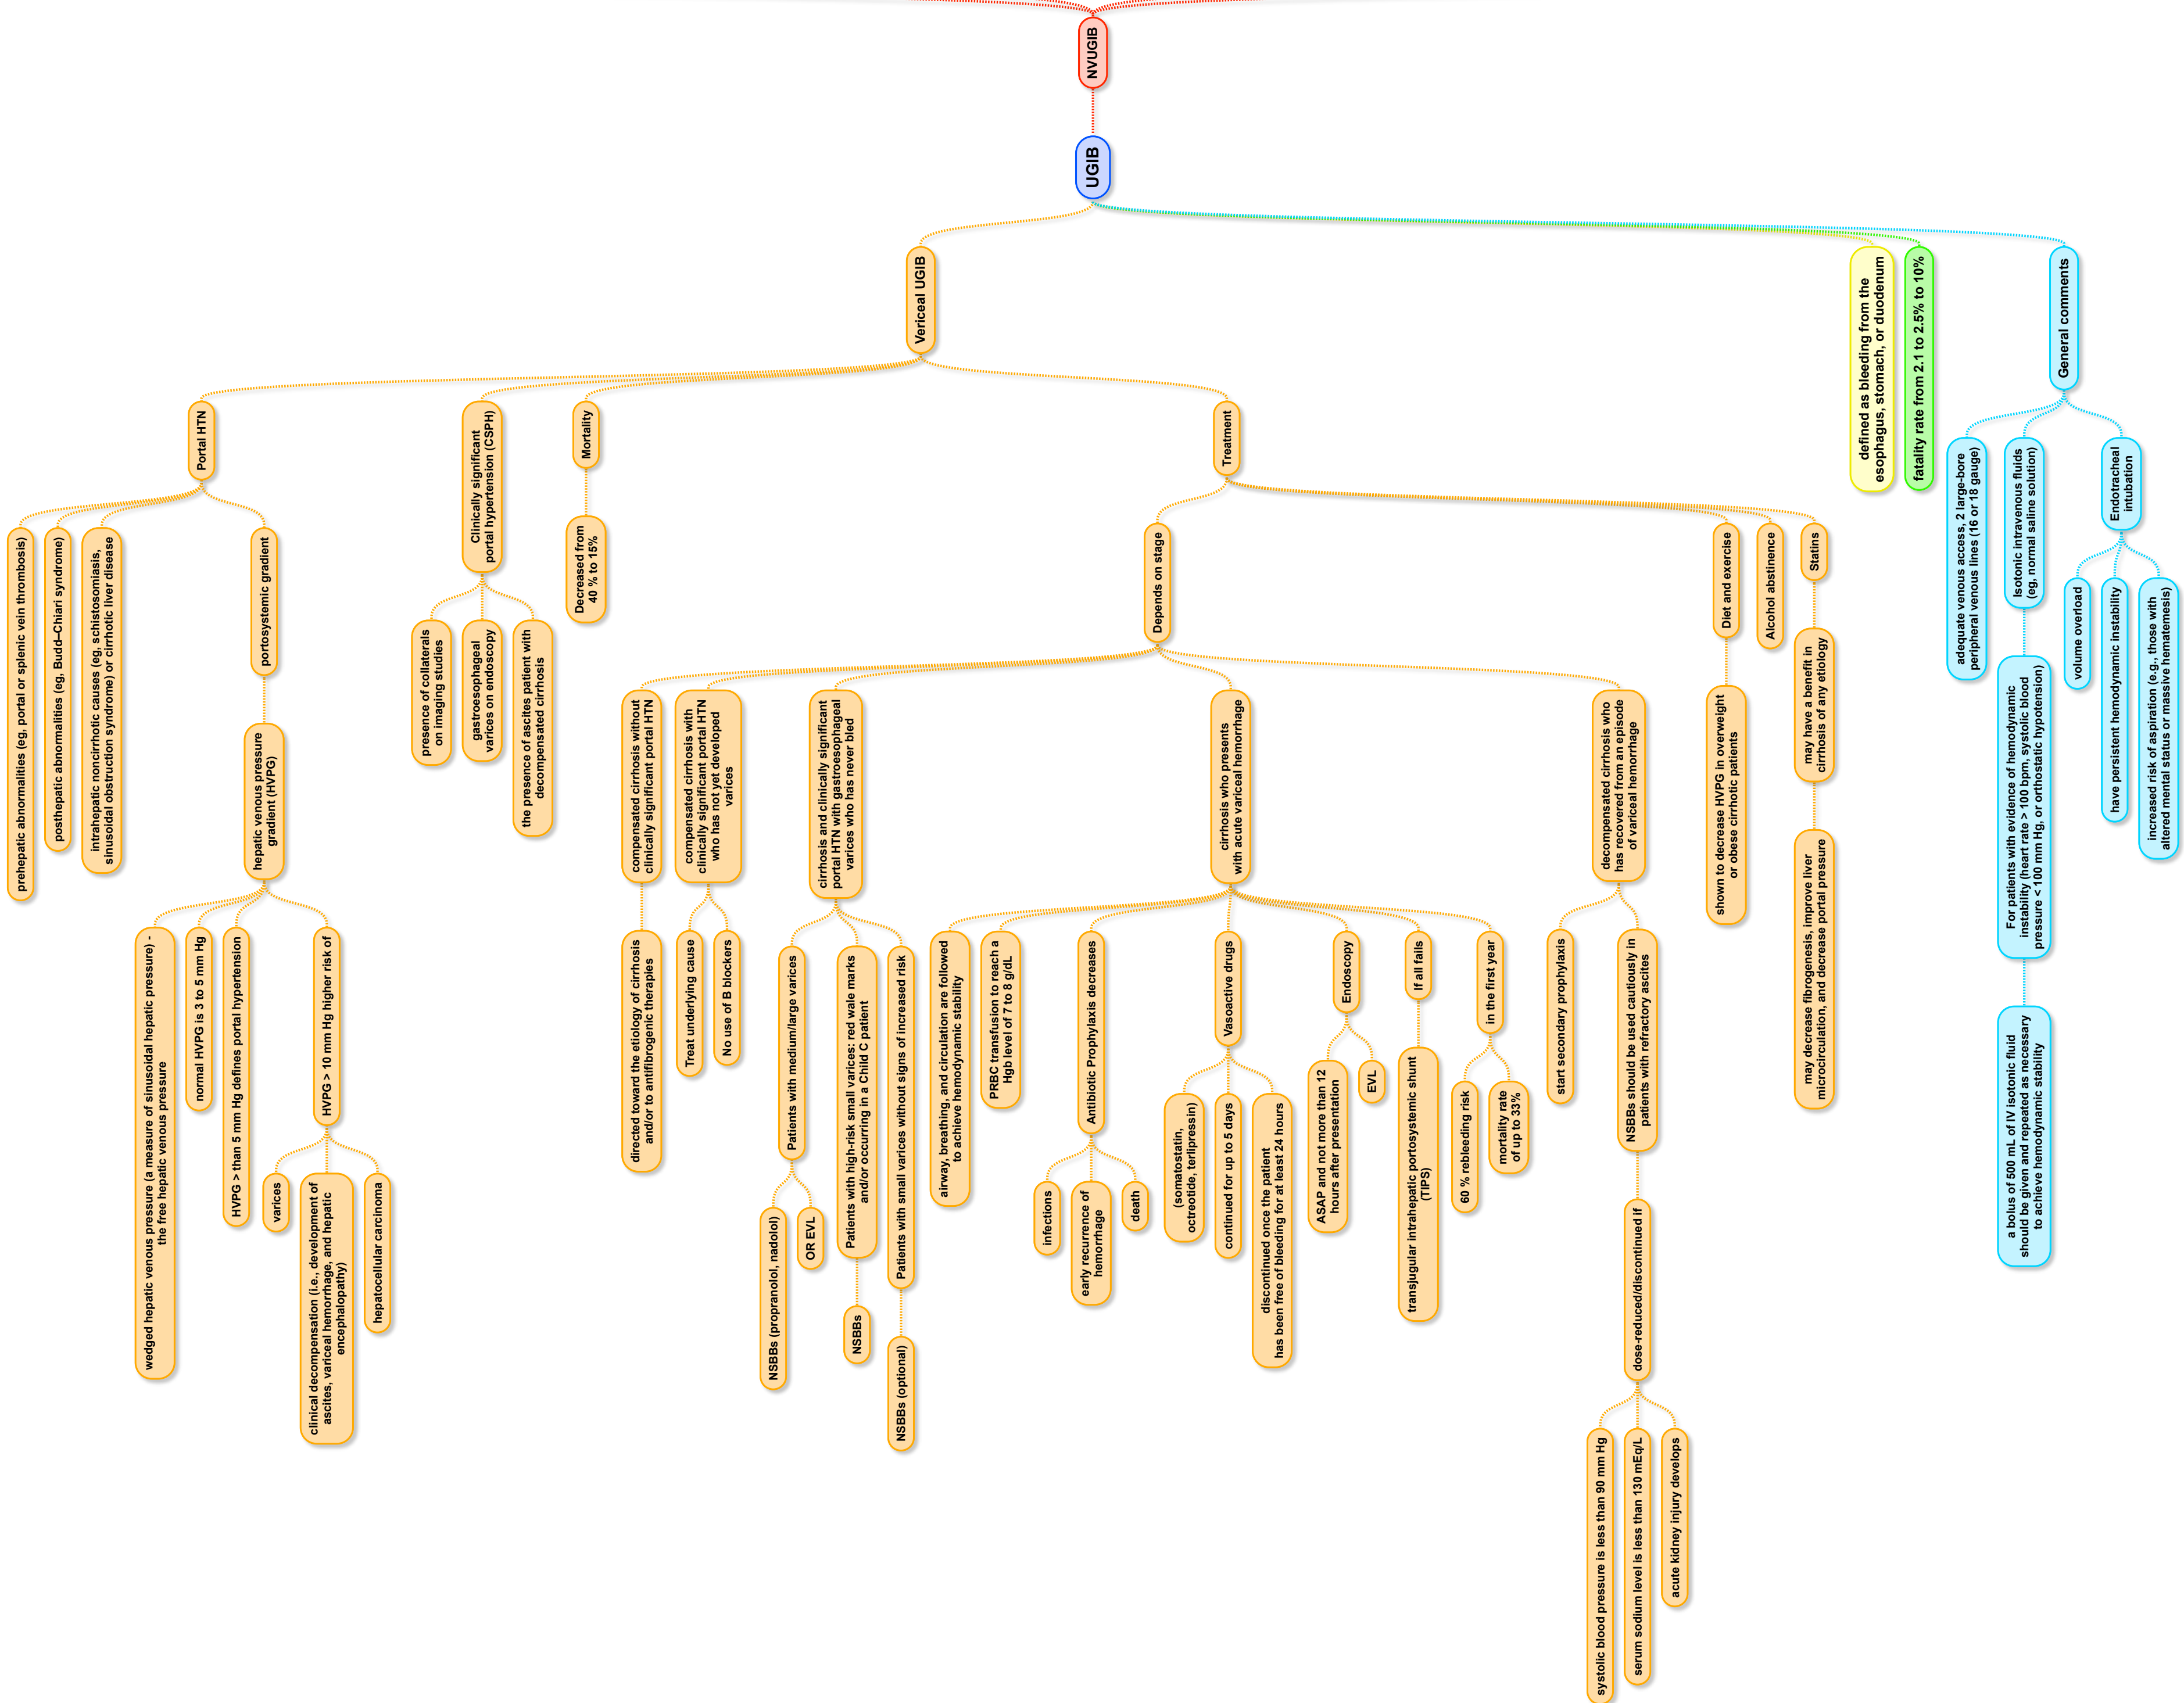 NVUGIB
UGIB
Vericeal UGIB
Portal HTN
prehepatic abnormalities (eg, portal or splenic vein thrombosis)
posthepatic abnormalities (eg, Budd–Chiari syndrome)
intrahepatic noncirrhotic causes (eg, schistosomiasis,
sinusoidal obstruction syndrome) or cirrhotic liver disease
portosystemic gradient
hepatic venous pressure
gradient (HVPG)
wedged hepatic venous pressure (a measure of sinusoidal hepatic pressure) -
the free hepatic venous pressure
normal HVPG is 3 to 5 mm Hg
HVPG > than 5 mm Hg defines portal hypertension
HVPG > 10 mm Hg higher risk of
varices
clinical decompensation (i.e., development of
ascites, variceal hemorrhage, and hepatic
encephalopathy)
hepatocellular carcinoma
Clinically significant
portal hypertension (CSPH)
presence of collaterals
on imaging studies
gastroesophageal
varices on endoscopy
the presence of ascites patient with
decompensated cirrhosis
Mortality
Decreased from
40 % to 15%
Treatment
Depends on stage
compensated cirrhosis without
clinically significant portal HTN
directed toward the etiology of cirrhosis
and/or to antifibrogenic therapies
compensated cirrhosis with
clinically significant portal HTN
who has not yet developed
varices
Treat underlying cause
No use of B blockers
cirrhosis and clinically significant
portal HTN with gastroesophageal
varices who has never bled
Patients with medium/large varices
NSBBs (propranolol, nadolol)
OR EVL
Patients with high-risk small varices: red wale marks
and/or occurring in a Child C patient
NSBBs
Patients with small varices without signs of increased risk
NSBBs (optional)
cirrhosis who presents
with acute variceal hemorrhage
airway, breathing, and circulation are followed
to achieve hemodynamic stability
PRBC transfusion to reach a
Hgb level of 7 to 8 g/dL
Antibiotic Prophylaxis decreases
infections
early recurrence of
hemorrhage
death
Vasoactive drugs
(somatostatin,
octreotide, terlipressin)
continued for up to 5 days
discontinued once the patient
has been free of bleeding for at least 24 hours
Endoscopy
ASAP and not more than 12
hours after presentation
EVL
If all fails
transjugular intrahepatic portosystemic shunt
(TIPS)
in the first year
60 % rebleeding risk
mortality rate
of up to 33%
decompensated cirrhosis who
has recovered from an episode
of variceal hemorrhage
start secondary prophylaxis
NSBBs should be used cautiously in
patients with refractory ascites
dose-reduced/discontinued if
systolic blood pressure is less than 90 mm Hg
serum sodium level is less than 130 mEq/L
acute kidney injury develops
Diet and exercise
shown to decrease HVPG in overweight
or obese cirrhotic patients
Alcohol abstinence
Statins
may have a benefit in
cirrhosis of any etiology
may decrease fibrogenesis, improve liver
microcirculation, and decrease portal pressure
defined as bleeding from the
esophagus, stomach, or duodenum
fatality rate from 2.1 to 2.5% to 10%
General comments
adequate venous access, 2 large-bore
peripheral venous lines (16 or 18 gauge)
Isotonic intravenous fluids
(eg, normal saline solution)
For patients with evidence of hemodynamic
instability (heart rate > 100 bpm, systolic blood
pressure < 100 mm Hg, or orthostatic hypotension)
a bolus of 500 mL of IV isotonic fluid
should be given and repeated as necessary
to achieve hemodynamic stability
Endotracheal
intubation
volume overload
have persistent hemodynamic instability
increased risk of aspiration (e.g., those with
altered mental status or massive hematemesis)